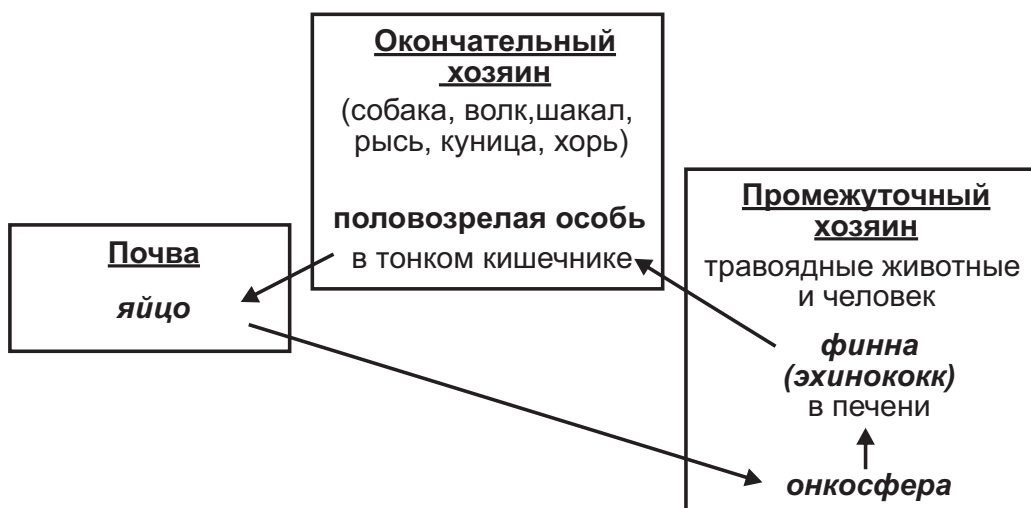 Окончательный
хозяин
(собака, волк,шакал,
рысь, куница, хорь)
половозрелая особь
в тонком кишечнике
Почва
яйцо
Промежуточный
хозяин
травоядные животные
и человек
финна
(эхинококк)
в печени
онкосфера